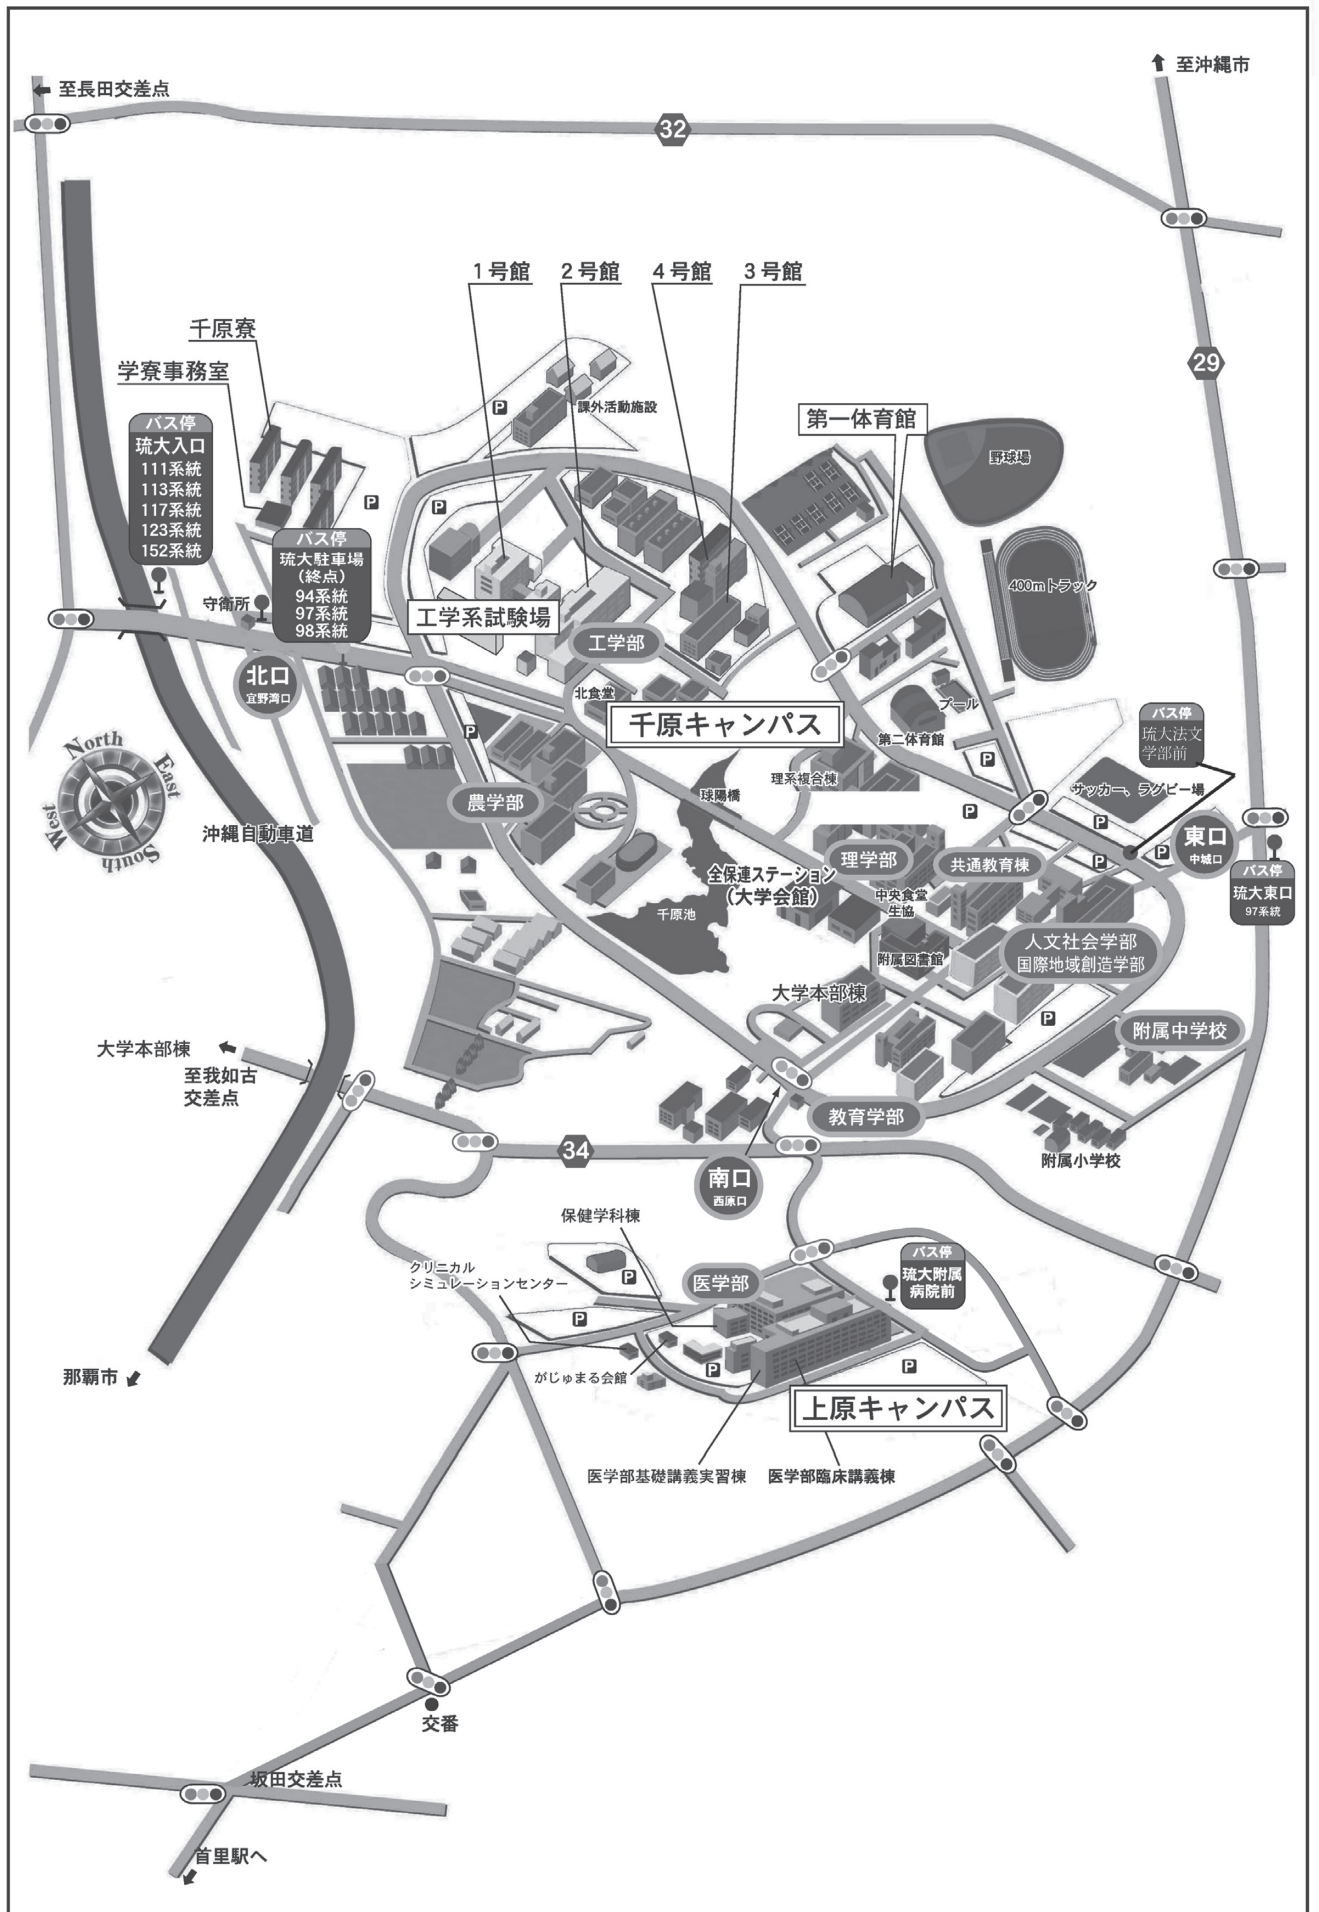 至長田交差点
至沖縄市
32
29
1号館
2号館
4号館
3号館
千原寮
学寮事務室
バス停
琉大入口
111系統
113系統
117系統
123系統
152系統
P
課外活動施設
第一体育館
野球場
P
P
バス停
琉大駐車場
(終点)
94系統
97系統
98系統
守衛所
400mトラック
工学系試験場
工学部
北口
宜野湾口
北食堂
千原キャンパス
プール
第二体育館
P
バス停
琉大法文
学部前
P
理系複合棟
サッカー、ラグビー場
North
East
West
South
農学部
球陽橋
P
P
P
P
東口
中城口
沖縄自動車道
理学部
共通教育棟
バス停
琉大東口
97系統
全保連ステーション
(大学会館)
中央食堂
生協
千原池
人文社会学部
国際地域創造学部
附属図書館
大学本部棟
P
附属中学校
大学本部棟
至我如古
交差点
教育学部
34
附属小学校
南口
西原口
保健学科棟
クリニカル
シミュレーションセンター
P
医学部
バス停
琉大附属
病院前
P
がじゅまる会館
P
P
上原キャンパス
那覇市
医学部基礎講義実習棟
医学部臨床講義棟
交番
坂田交差点
首里駅へ